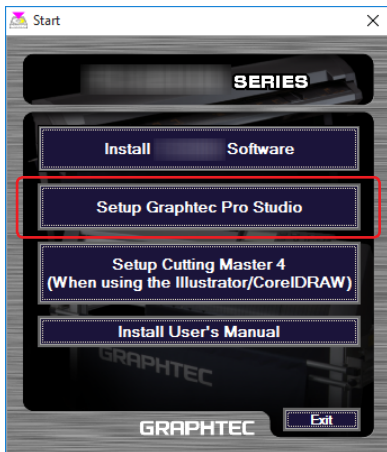 Start
SERIES
Install Software
Setup Graphtec Pro Studio
Setup Cutting Master 4
(When using the Illustrator/CorelDRAW)
Install User's Manual
GRAPHTEC
GRAPHTEC
Exit